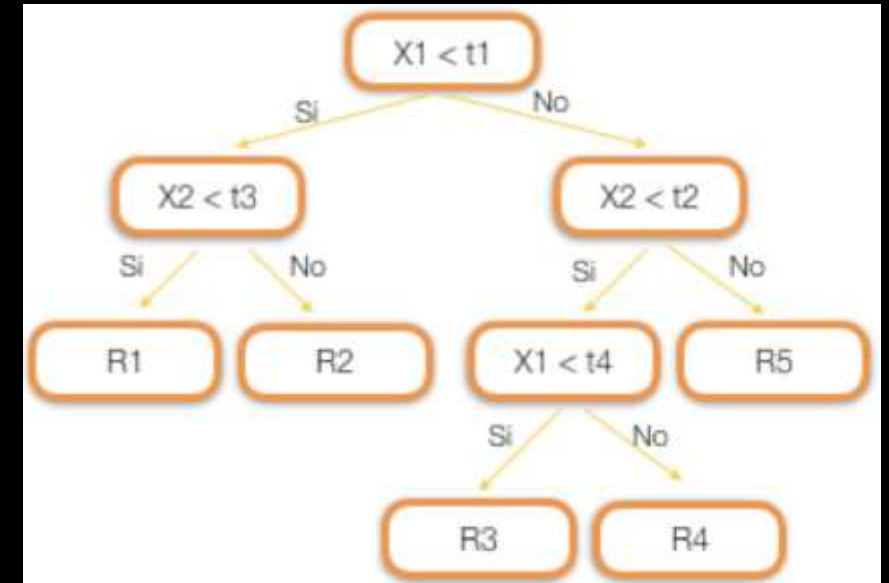 X1 < t1
Si No
X2 < t3 X2 < t2
Si No Si No
R1 R2 X1 < t4 R5
Si No
R3 R4